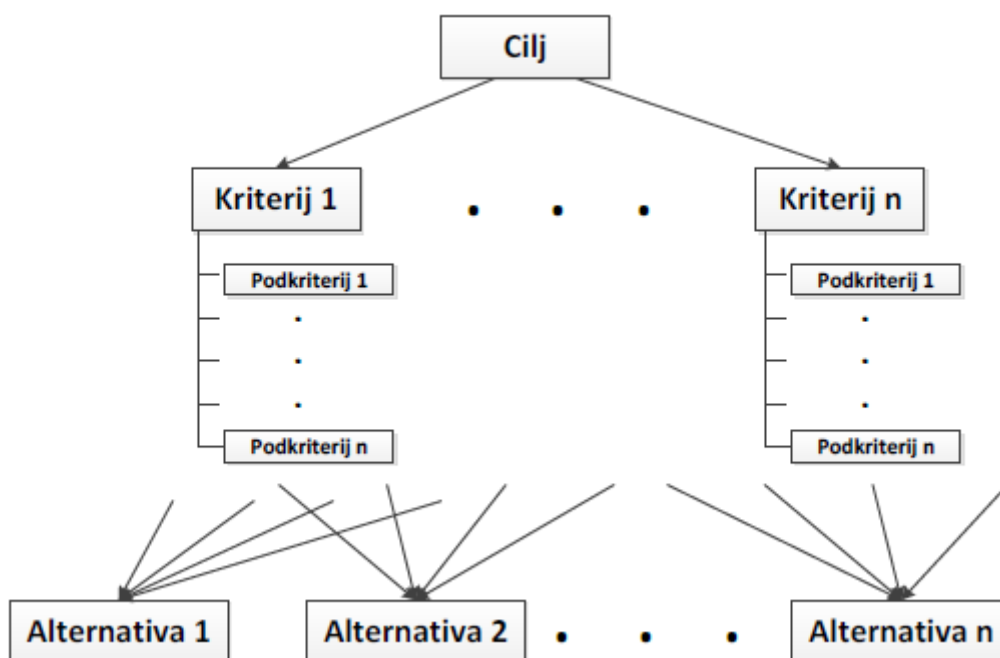 Cilj
Kriterij 1 . . . Kriterij n
Podkriterij 1 Podkriterij 1
. .
. .
. .
Podkriterij n Podkriterij n
Alternativa 1 Alternativa 2 . . . Alternativa n